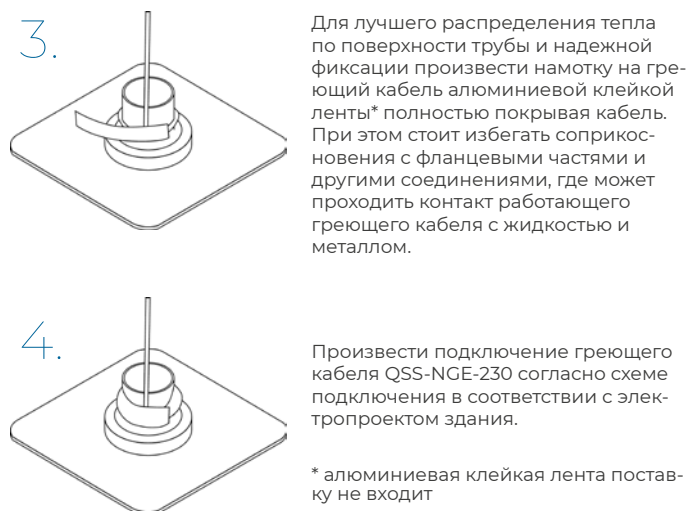 3.
Для лучшего распределения тепла
по поверхности трубы и надежной
фиксации произвести намотку на гре-
ющий кабель алюминиевой клейкой
ленты* полностью покрывая кабель.
При этом стоит избегать соприкос-
новения с фланцевыми частями и
другими соединениями, где может
проходить контакт работающего
греющего кабеля с жидкостью и
металлом.
4.
Произвести подключение греющего
кабеля QSS-NGE-230 согласно схеме
подключения в соответствии с элек-
тропроектом здания.
* алюминиевая клейкая лента постав-
ку не входит